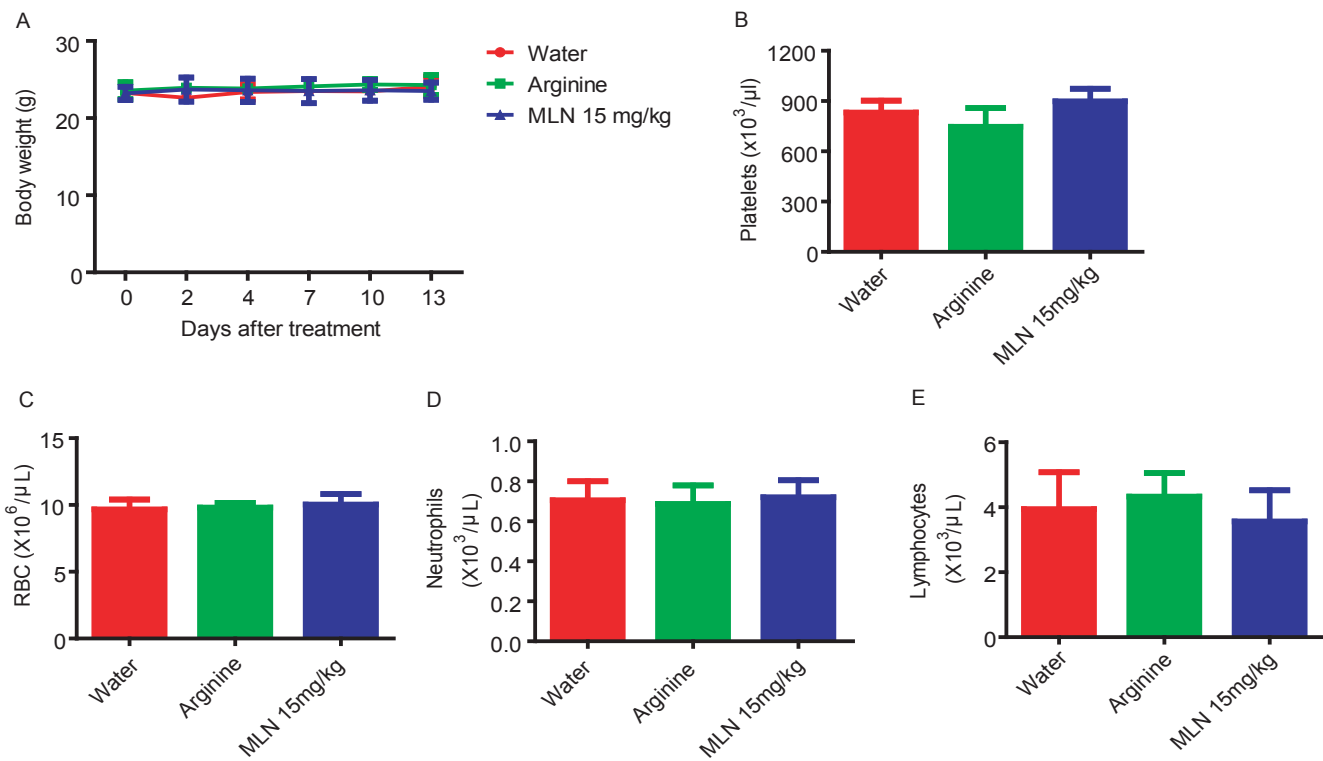 A
30
20
10
0
Body weight (g)
0 2 4 7 10 13
Days after treatment
Water
Arginine
MLN 15 mg/kg
B
1200
900
600
300
0
Platelets (x10³/µl)
Water
Arginine
MLN 15mg/kg
C
15
10
5
0
RBC (X10⁶/µ L)
Water
Arginine
MLN 15mg/kg
D
1.0
0.8
0.6
0.4
0.2
0.0
Neutrophils
(X10³/µL)
Water
Arginine
MLN 15mg/kg
E
6
4
2
0
Lymphocytes
(X10³/µL)
Water
Arginine
MLN 15mg/kg